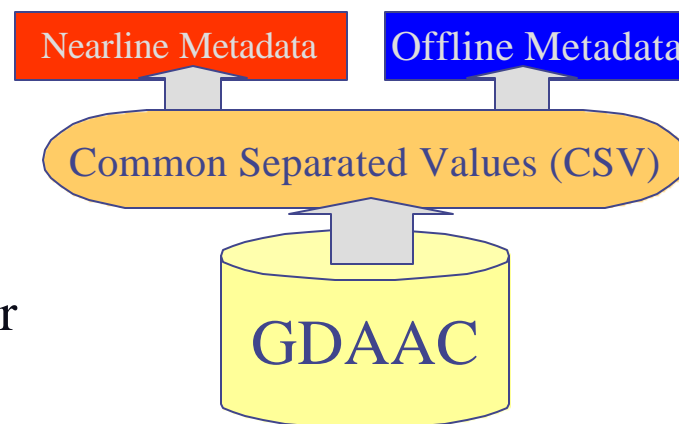 Nearline Metadata
Offline Metadata
Common Separated Values (CSV)
r
GDAAC